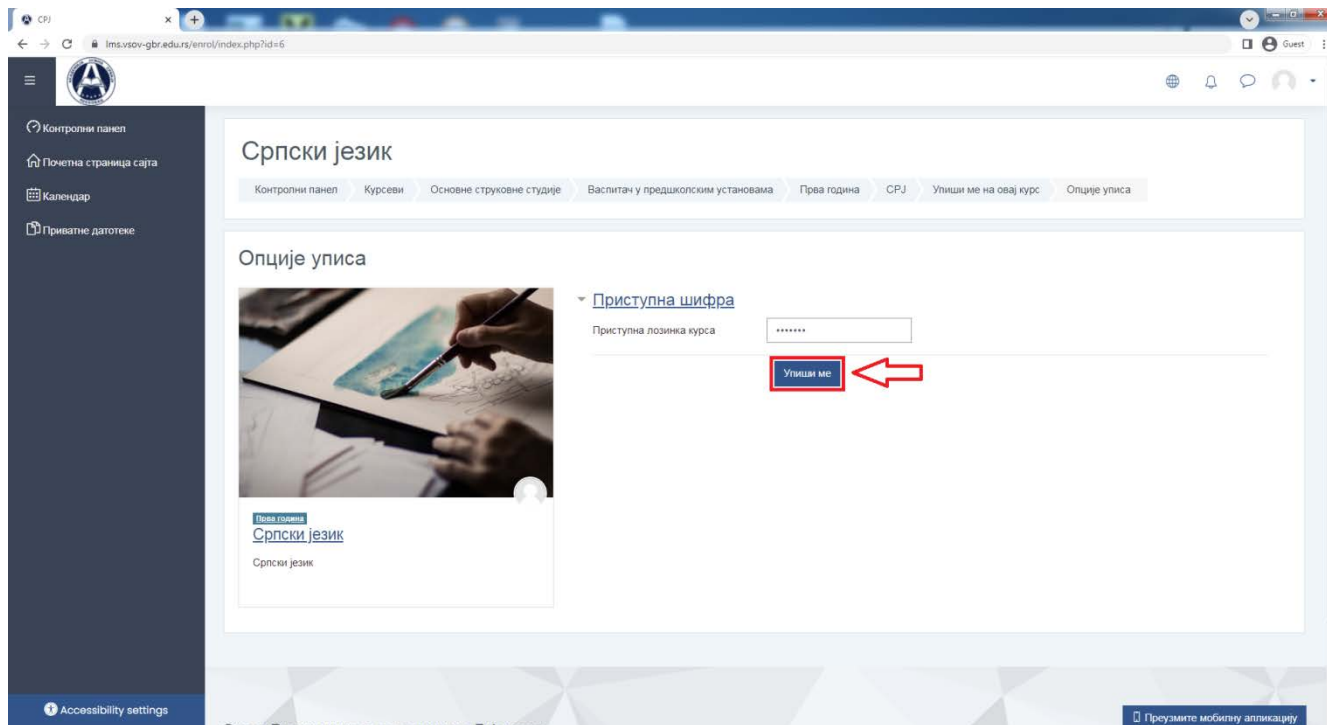 CPJ
lms.vsov-gbr.edu.rs/enrol/index.php?id=6
Guest
Контролни панел
Почетна страница сајта
Календар
Приватне датотеке
Српски језик
Контролни панел Курсеви Основне струковне студије Васпитач у предшколским установама Прва година СРЈ Упиши ме на овај курс Опције уписа
Опције уписа
Приступна шифра
Приступна лозинка курса
Упиши ме
Прва година
Српски језик
Српски језик
Accessibility settings
Преузмите мобилну апликацију